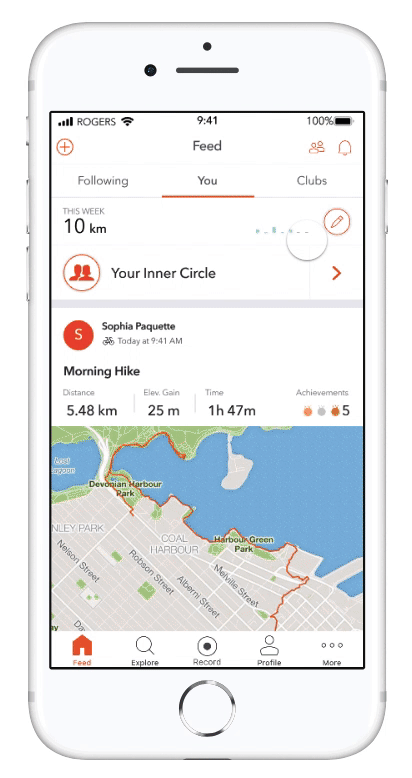 ROGERS 9:41 100%
Feed
Following You Clubs
THIS WEEK
10 km
Your Inner Circle
S
Sophia Paquette
Today at 9:41 AM
Morning Hike
Distance Elev. Gain Time Achievements
5.48 km 25 m 1h 47m 5
Lost
Lagoon
Devonian Harbour
Park
NLEY PARK
COAL
HARBOUR
Harbour Green
Park
Nelson Street
Robson Street
Alberni Street
Melville Street
Da
Feed Explore Record Profile More